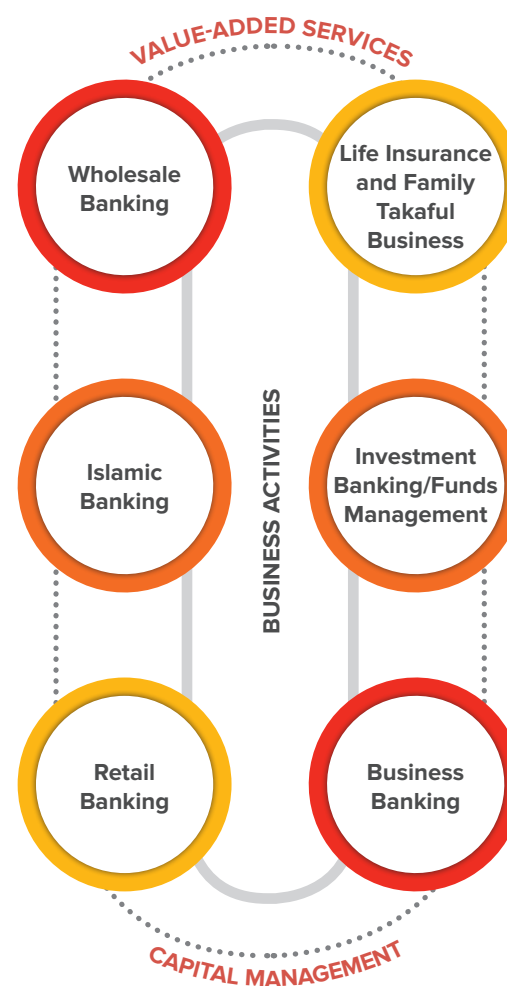 VALUE-ADDED SERVICES
Wholesale
Banking
Life Insurance
and Family
Takaful
Business
BUSINESS ACTIVITIES
Islamic
Banking
Investment
Banking/Funds
Management
Retail
Banking
Business
Banking
CAPITAL MANAGEMENT